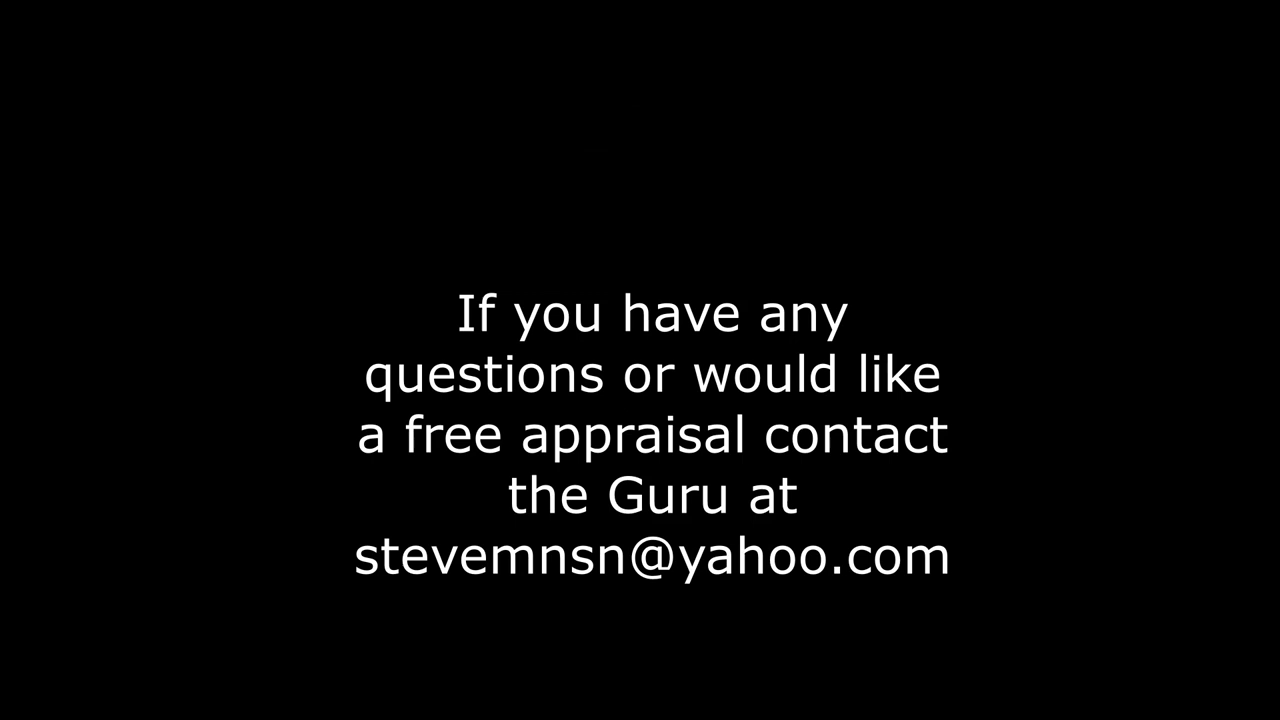 If you have any
questions or would like
a free appraisal contact
the Guru at
stevemnsn@yahoo.com